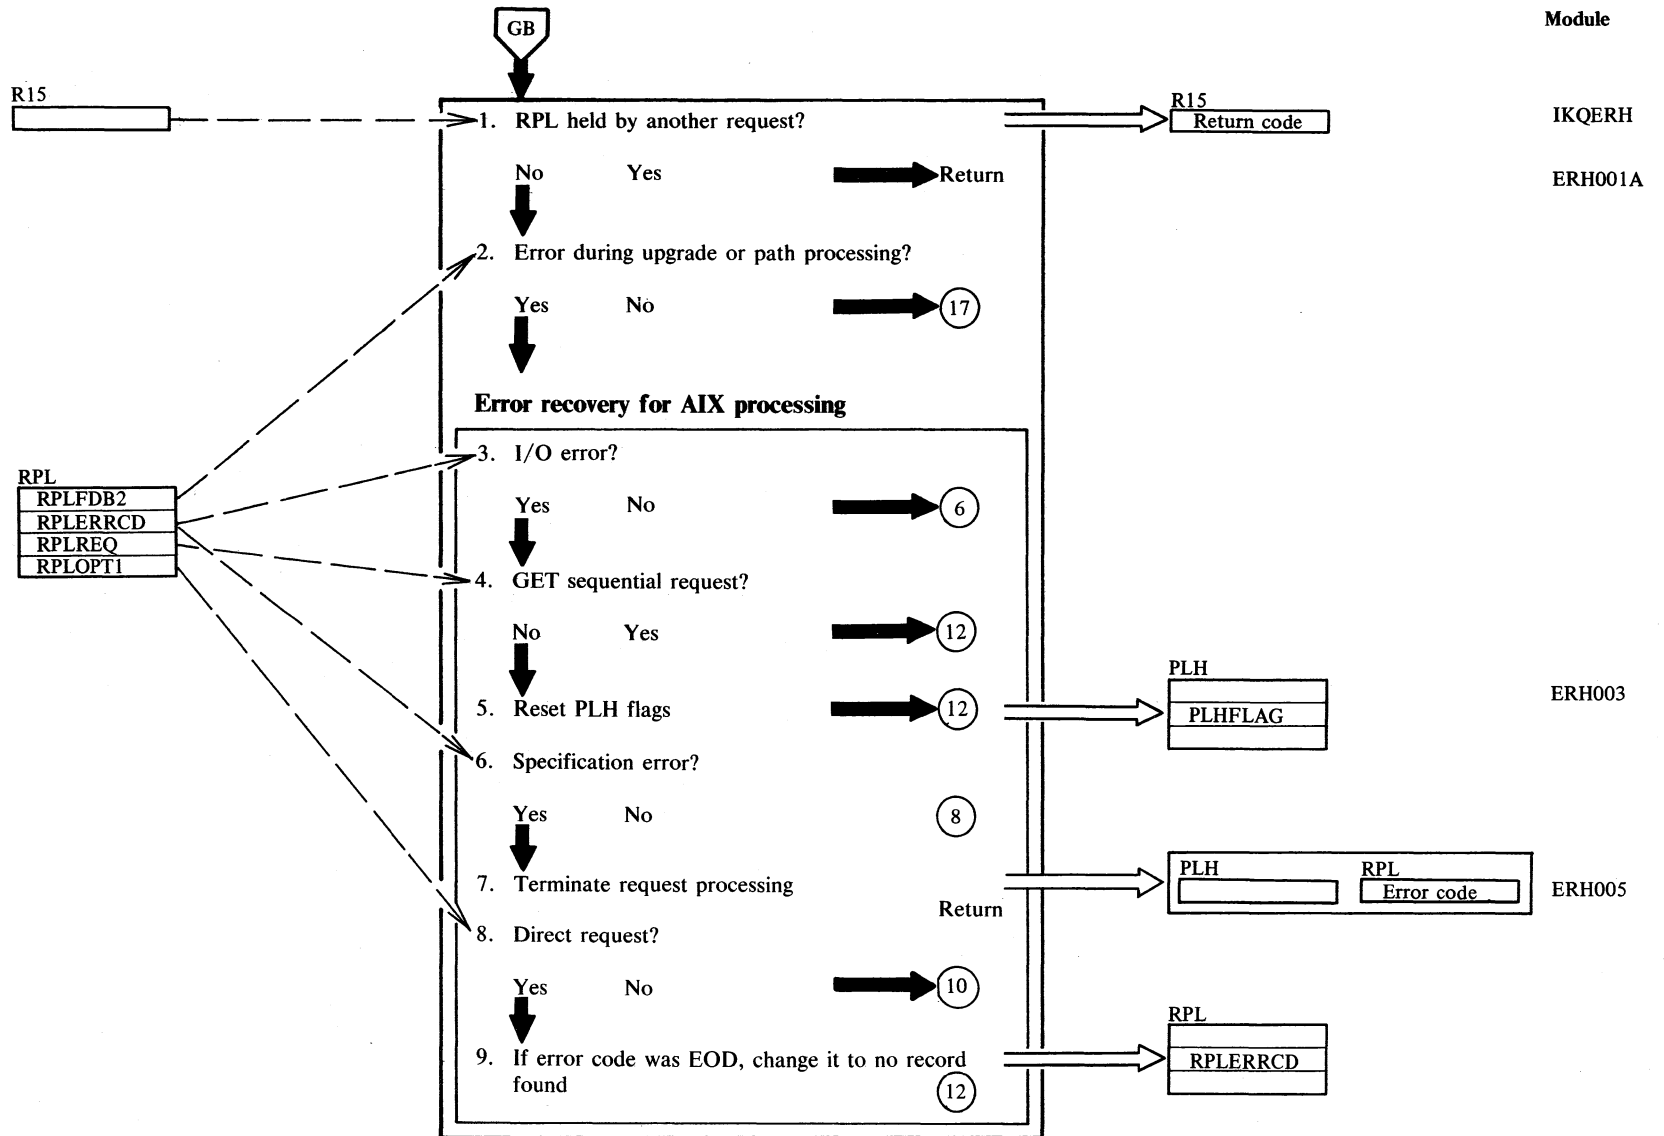 GB
Module
R15
1. RPL held by another request?
R15
Return code
IKQERH
No Yes Return
ERH001A
2. Error during upgrade or path processing?
Yes No 17
Error recovery for AIX processing
3. I/O error?
RPL
RPLFDB2
RPLERRCD
RPLREQ
RPLOPT1
Yes No 6
4. GET sequential request?
No Yes 12
5. Reset PLH flags 12
PLH
PLHFLAG
ERH003
6. Specification error?
Yes No 8
7. Terminate request processing
Return
PLH RPL
Error code
ERH005
8. Direct request?
Yes No 10
9. If error code was EOD, change it to no record
found
12
RPL
RPLERRCD